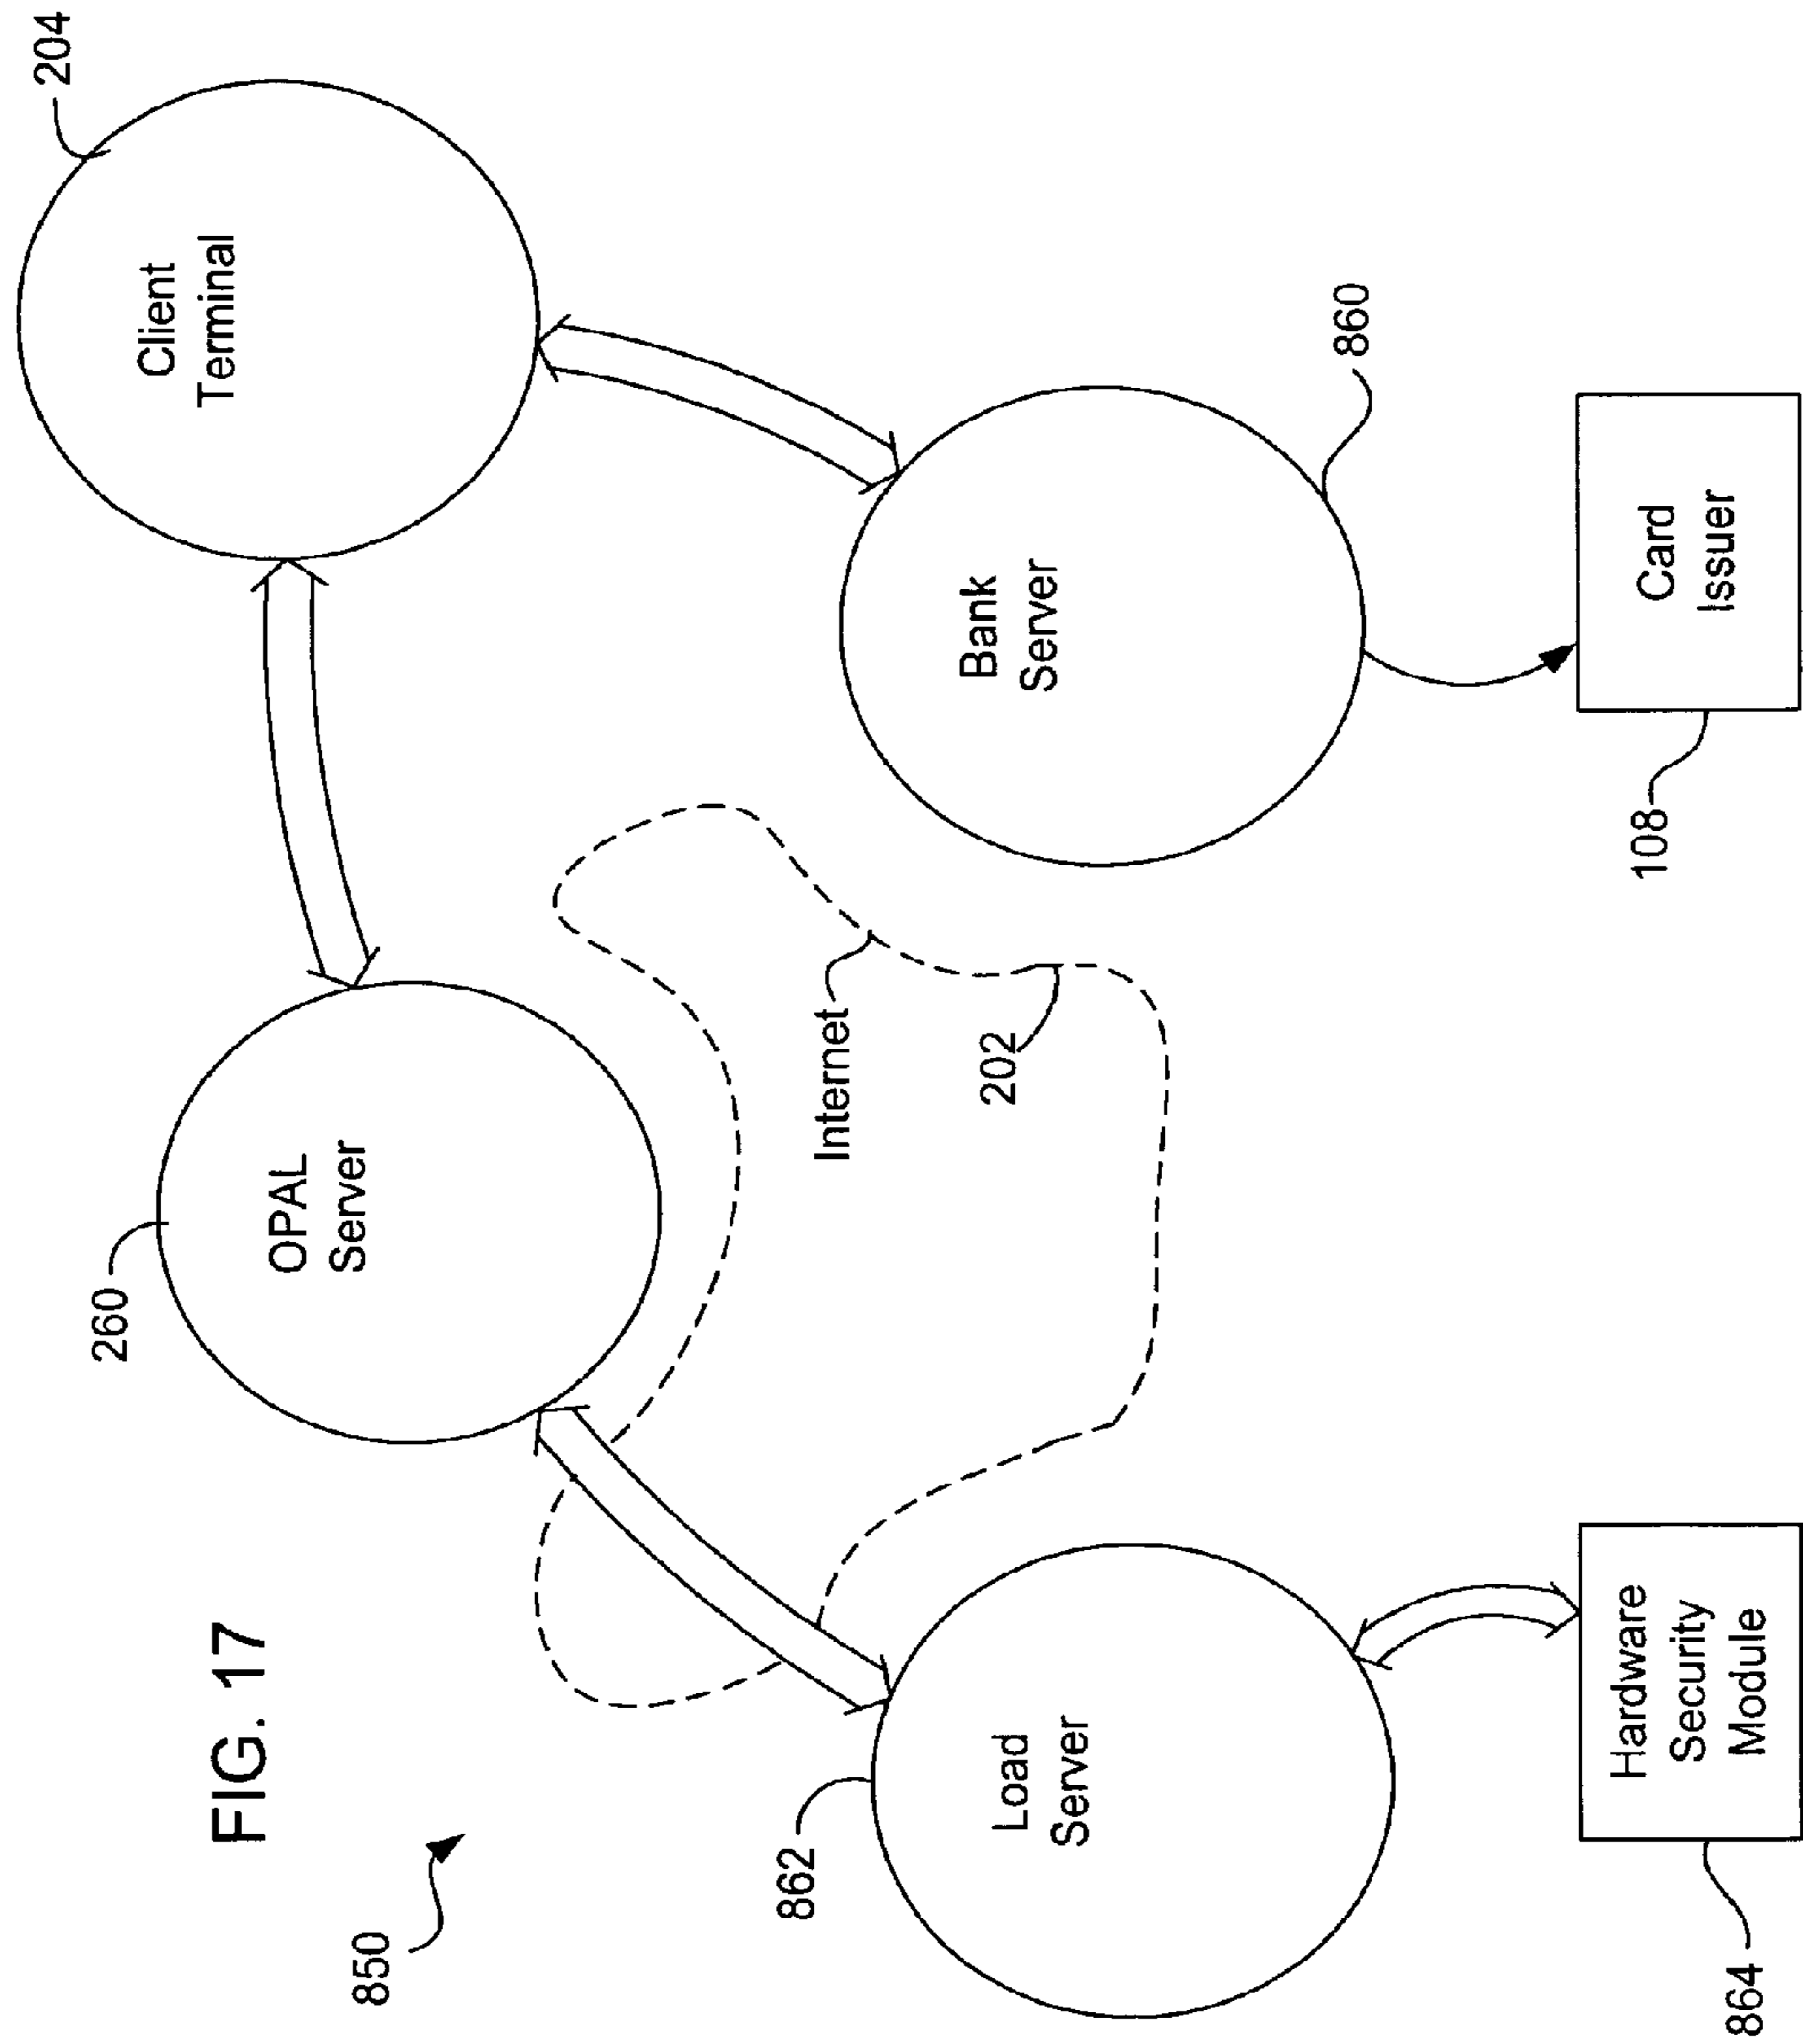 FIG. 17
850
260
OPAL
Server
204
Client
Terminal
Internet
202
862
Load
Server
Bank
Server
860
Hardware
Security
Module
864
Card
Issuer
108